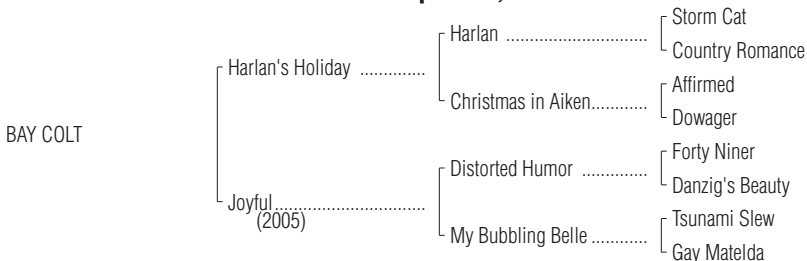 Storm Cat
Harlan ..............................
Country Romance
Harlan's Holiday ..............
Affirmed
Christmas in Aiken............
Dowager
BAY COLT
Forty Niner
Distorted Humor ..............
Danzig's Beauty
Joyful................................
(2005)
Tsunami Slew
My Bubbling Belle ............
Gay Matelda